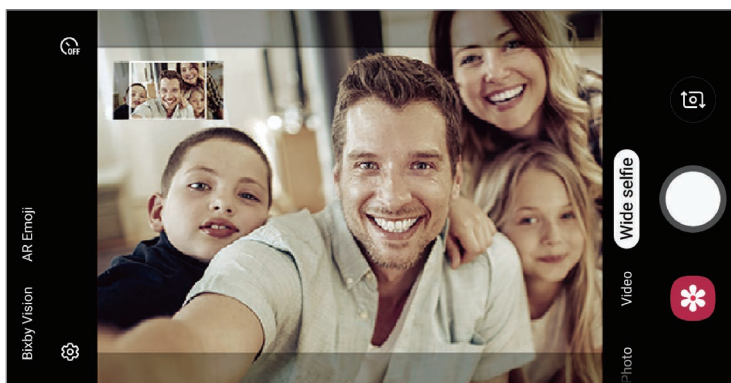 OFF
AR Emoji
Bixby Vision
Wide selfie
Video
Photo